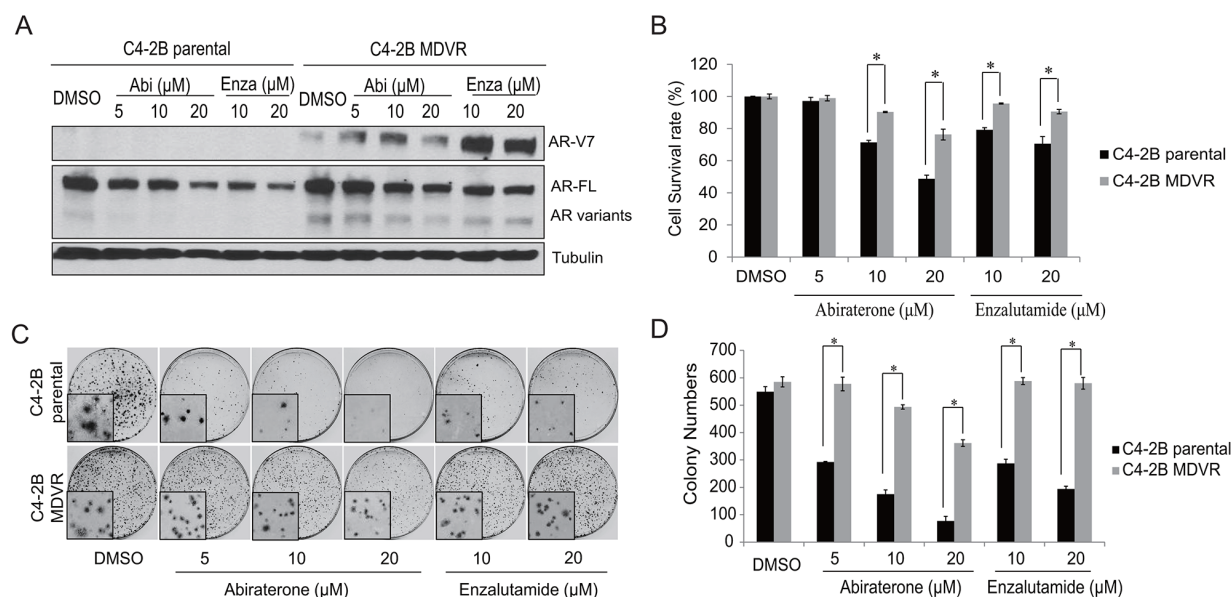 A
C4-2B parental
C4-2B MDVR
DMSO
Abi (μM)
Enza (μM)
DMSO
Abi (μM)
Enza (μM)
5 10 20 10 20 5 10 20 10 20
AR-V7
AR-FL
AR variants
Tubulin
B
Cell Survival rate (%)
120
100
80
60
40
20
0
* * * *
C4-2B parental
C4-2B MDVR
DMSO 5 10 20 10 20
Abiraterone (μM) Enzalutamide (μM)
C
C4-2B
parental
C4-2B
MDVR
DMSO 5 10 20 10 20
Abiraterone (μM) Enzalutamide (μM)
D
Colony Numbers
700
600
500
400
300
200
100
0
* * * * *
C4-2B parental
C4-2B MDVR
DMSO 5 10 20 10 20
Abiraterone (μM) Enzalutamide (μM)